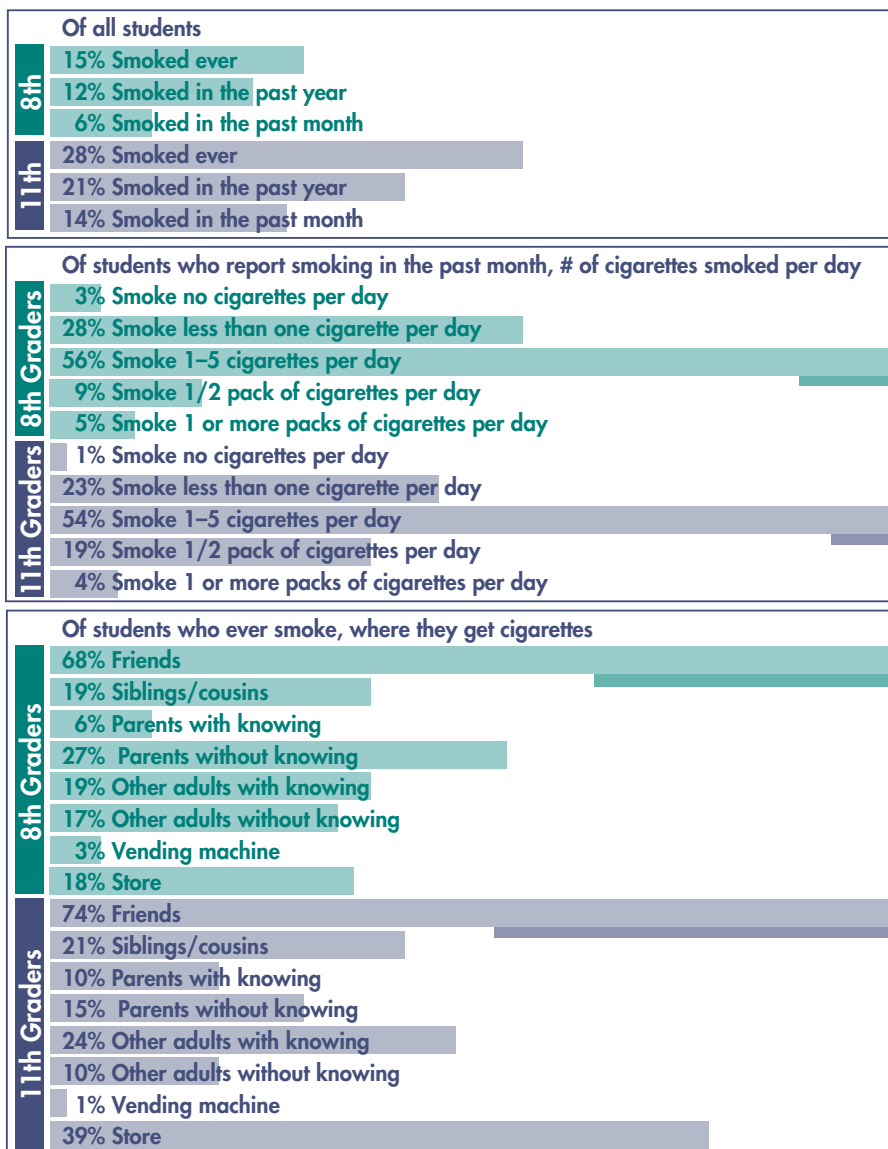 Of all students
8th
15% Smoked ever
12% Smoked in the past year
6% Smoked in the past month
11th
28% Smoked ever
21% Smoked in the past year
14% Smoked in the past month
Of students who report smoking in the past month, # of cigarettes smoked per day
8th Graders
3% Smoke no cigarettes per day
28% Smoke less than one cigarette per day
56% Smoke 1–5 cigarettes per day
9% Smoke 1/2 pack of cigarettes per day
5% Smoke 1 or more packs of cigarettes per day
11th Graders
1% Smoke no cigarettes per day
23% Smoke less than one cigarette per day
54% Smoke 1–5 cigarettes per day
19% Smoke 1/2 pack of cigarettes per day
4% Smoke 1 or more packs of cigarettes per day
Of students who ever smoke, where they get cigarettes
8th Graders
68% Friends
19% Siblings/cousins
6% Parents with knowing
27% Parents without knowing
19% Other adults with knowing
17% Other adults without knowing
3% Vending machine
18% Store
11th Graders
74% Friends
21% Siblings/cousins
10% Parents with knowing
15% Parents without knowing
24% Other adults with knowing
10% Other adults without knowing
1% Vending machine
39% Store